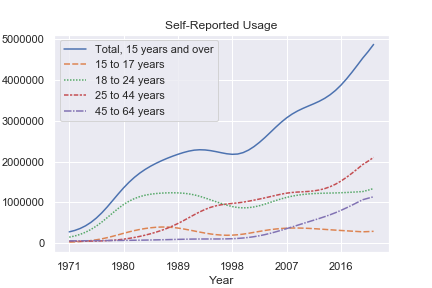 Self-Reported Usage
5000000
4000000
3000000
2000000
1000000
0
Total, 15 years and over
15 to 17 years
18 to 24 years
25 to 44 years
45 to 64 years
1971 1980 1989 1998 2007 2016
Year